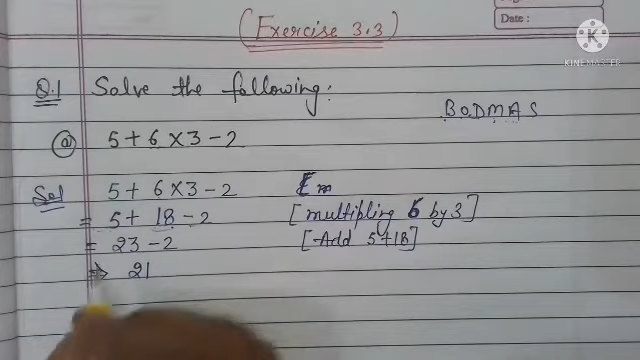 Date :
KINEMASTER
(Exercise 3.3)
Q.1 Solve the following:
BODMAS
(a) 5 + 6 × 3 - 2
Sol 5 + 6 × 3 - 2
= 5 + 18 - 2 [multipling 6 by 3]
= 23 - 2 [Add 5+18]
⇒ 21